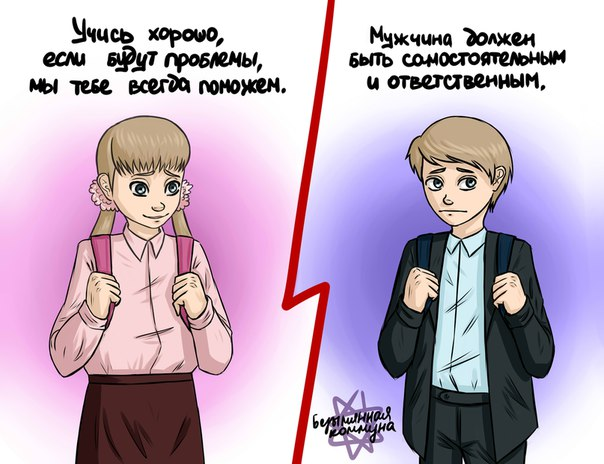 Учись хорошо,
если будут проблемы,
мы тебе всегда поможем.
Мужчина должен
быть самостоятельным
и ответственным.
Безымянная
коммуна